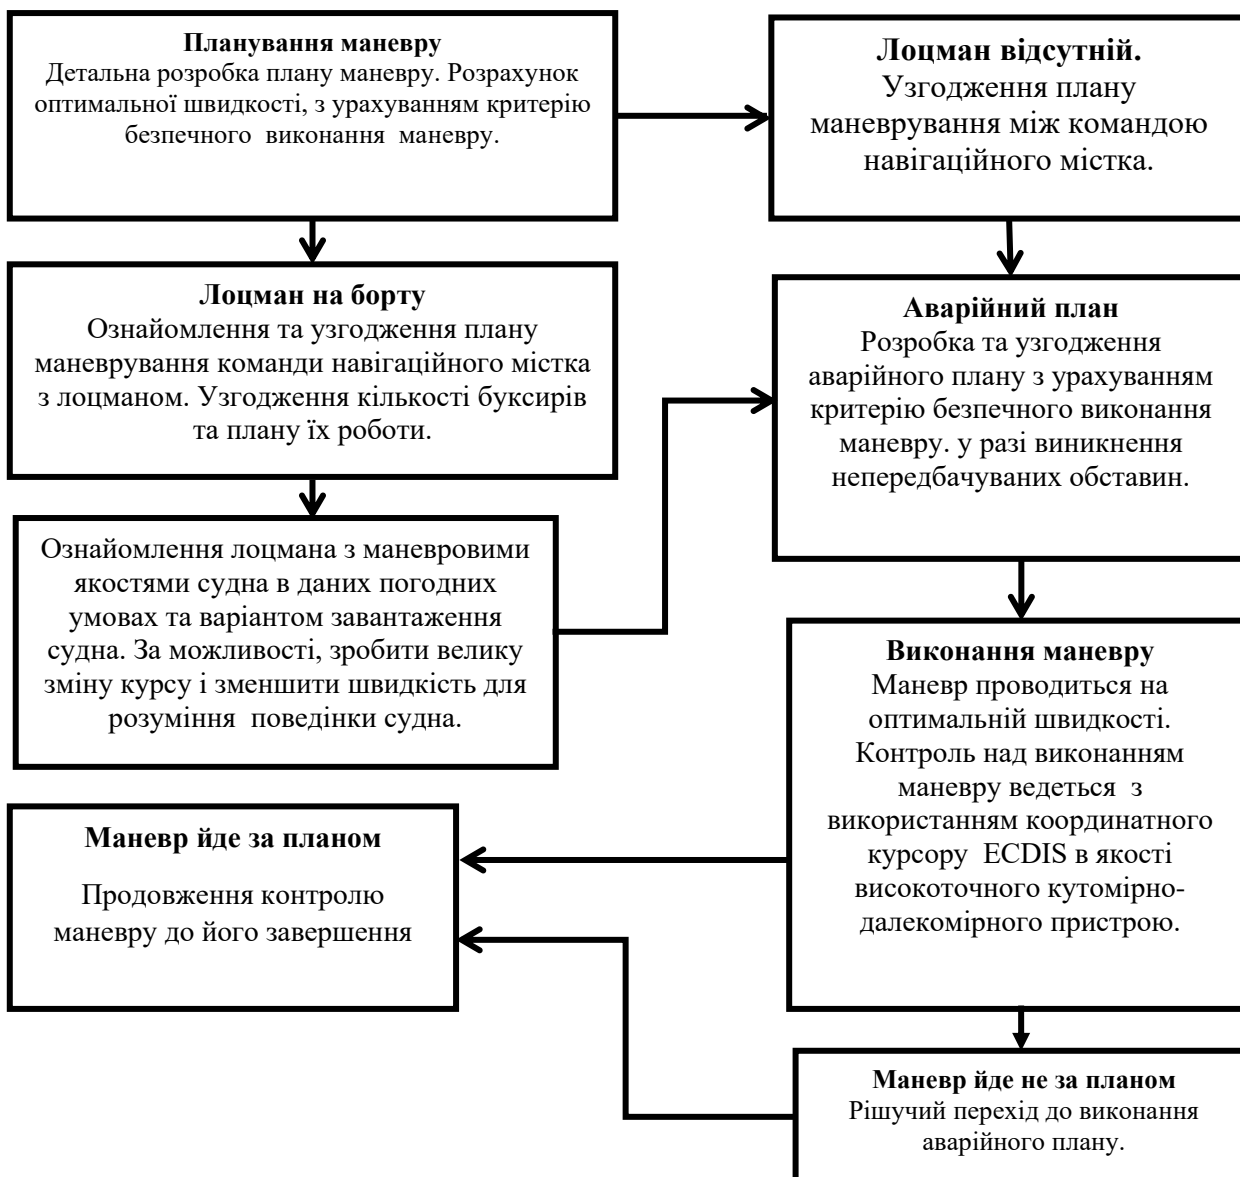 Планування маневру
Детальна розробка плану маневру. Розрахунок
оптимальної швидкості, з урахуванням критерію
безпечного виконання маневру.
Лоцман відсутній.
Узгодження плану
маневрування між командою
навігаційного містка.
Лоцман на борту
Ознайомлення та узгодження плану
маневрування команди навігаційного містка
з лоцманом. Узгодження кількості буксирів
та плану їх роботи.
Аварійний план
Розробка та узгодження
аварійного плану з урахуванням
критерію безпечного виконання
маневру. у разі виникнення
непередбачуваних обставин.
Ознайомлення лоцмана з маневровими
якостями судна в даних погодних
умовах та варіантом завантаження
судна. За можливості, зробити велику
зміну курсу і зменшити швидкість для
розуміння поведінки судна.
Виконання маневру
Маневр проводиться на
оптимальній швидкості.
Контроль над виконанням
маневру ведеться з
використанням координатного
курсору ECDIS в якості
високоточного кутомірно-
далекомірного пристрою.
Маневр йде за планом
Продовження контролю
маневру до його завершення
Маневр йде не за планом
Рішучий перехід до виконання
аварійного плану.